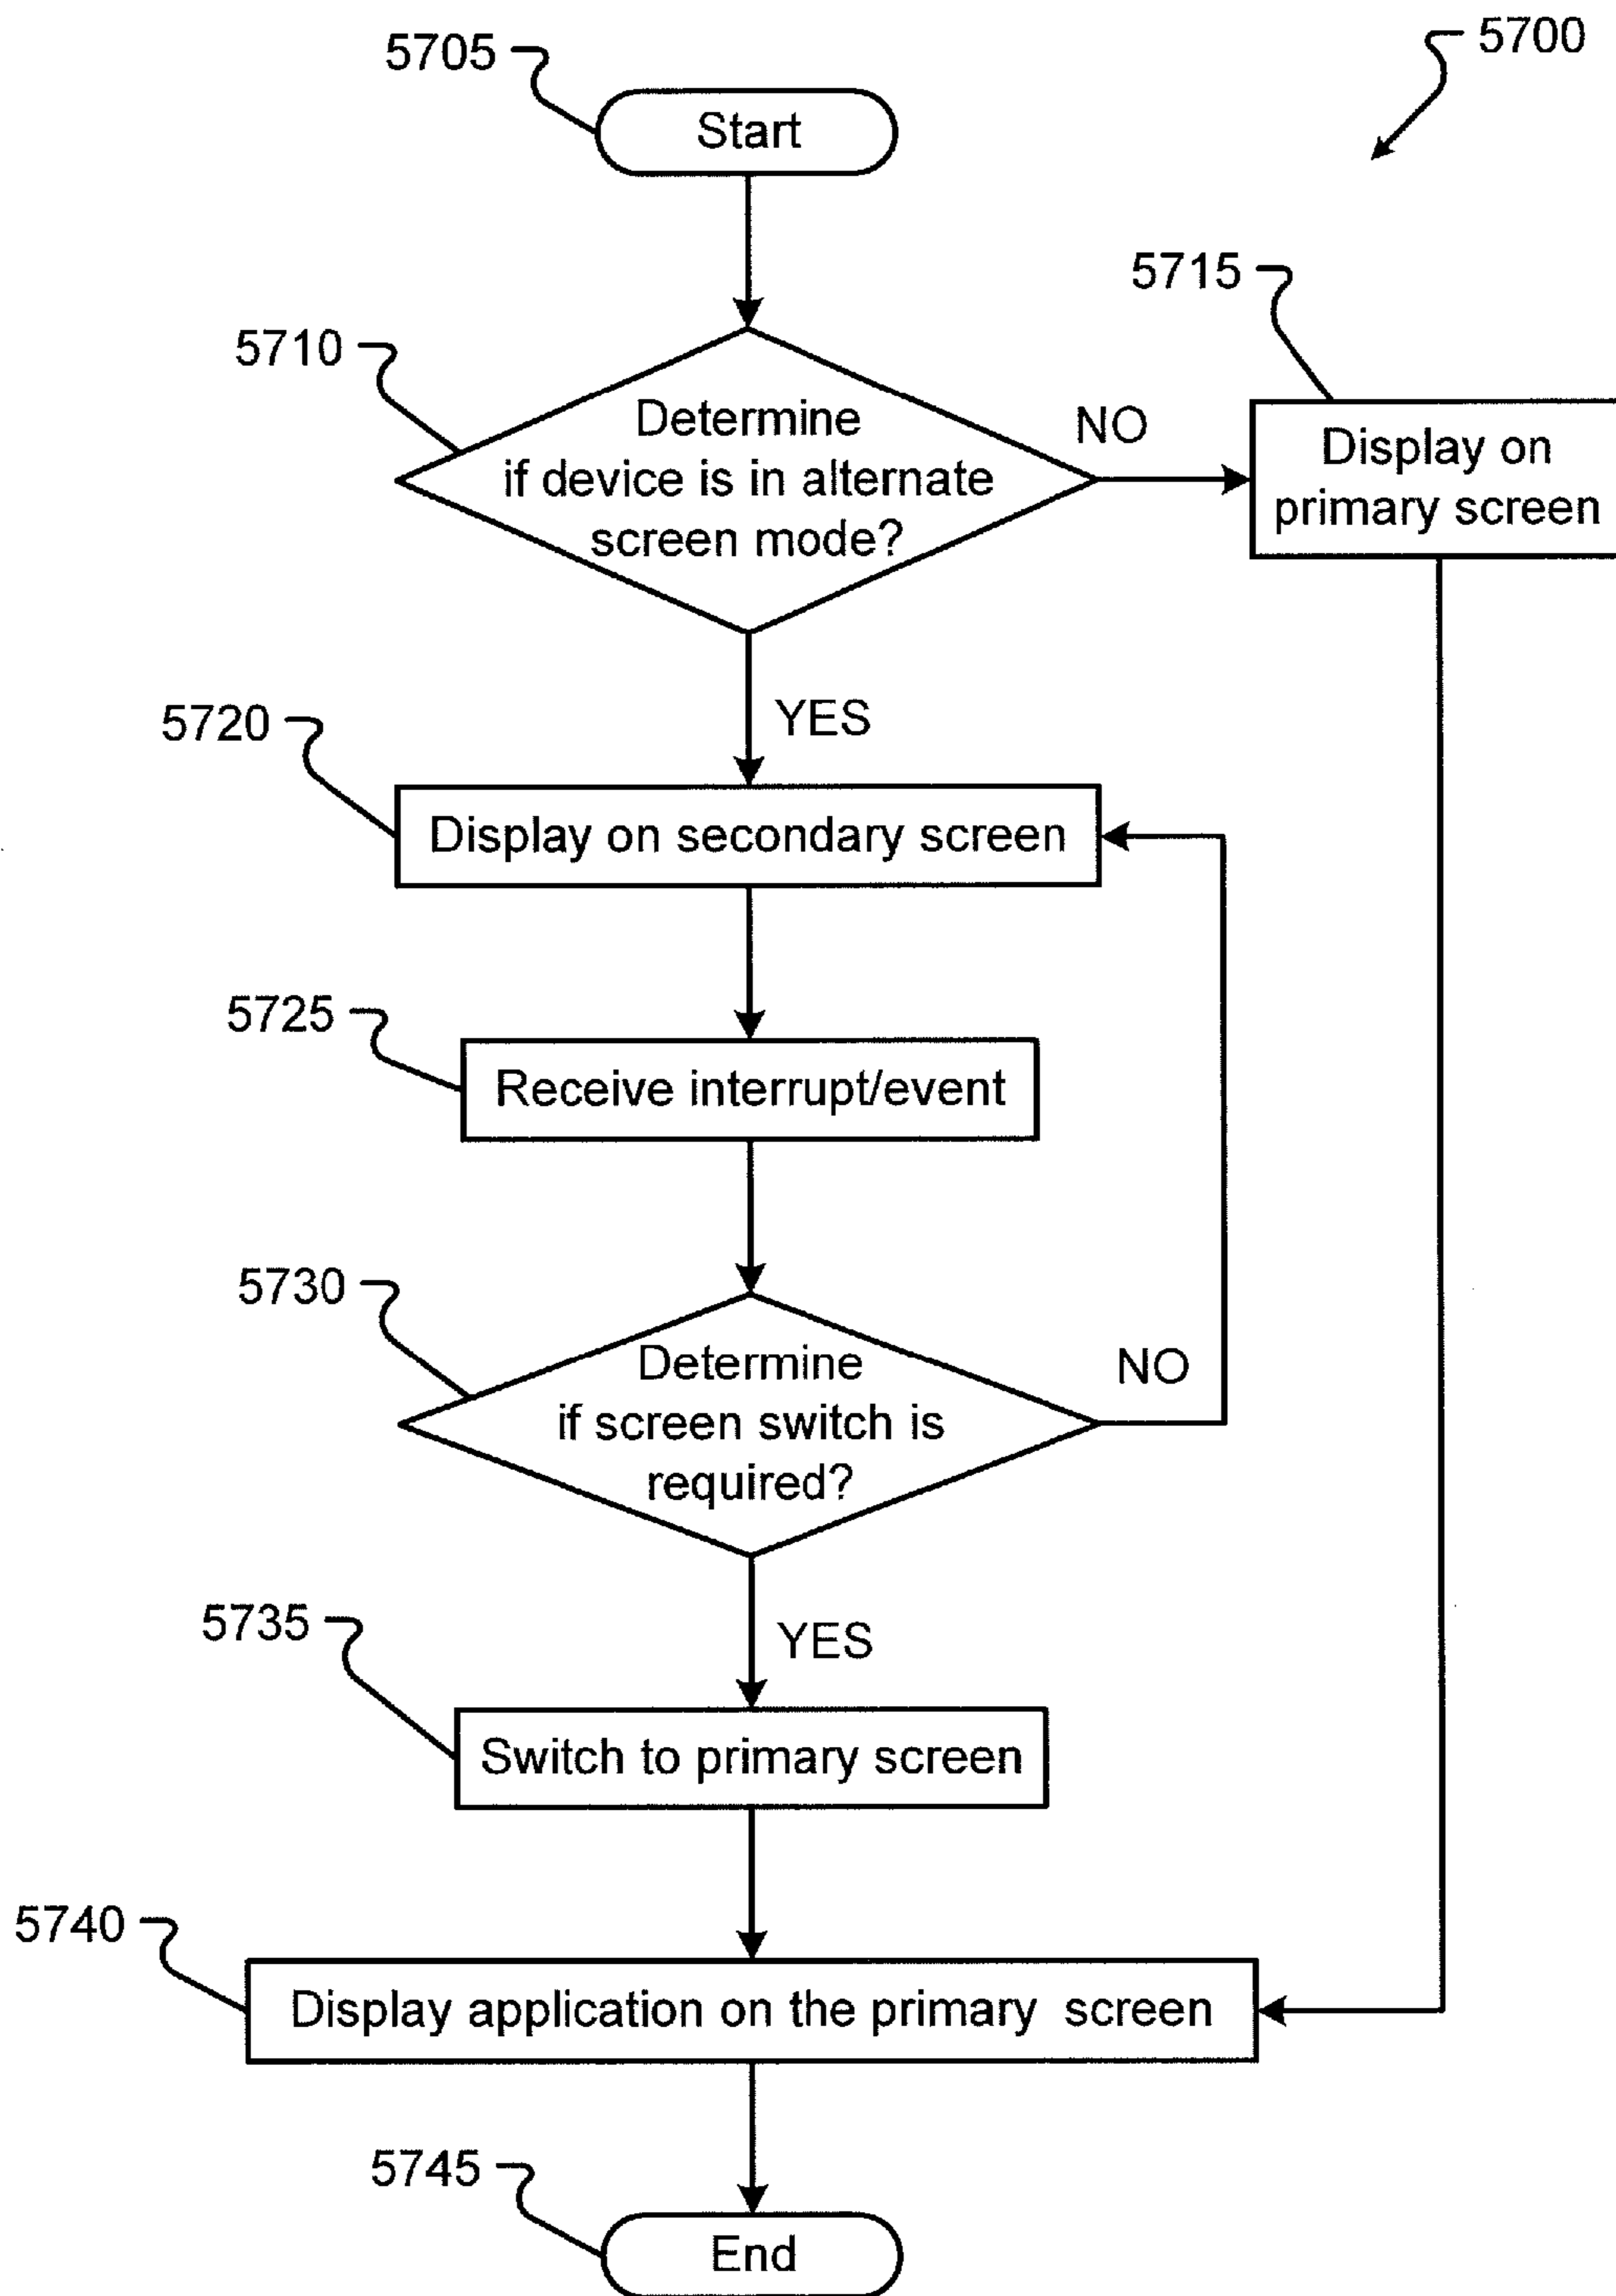 5700
5705
Start
5710
Determine
if device is in alternate
screen mode?
NO
5715
Display on
primary screen
YES
5720
Display on secondary screen
5725
Receive interrupt/event
5730
Determine
if screen switch is
required?
NO
YES
5735
Switch to primary screen
5740
Display application on the primary screen
5745
End